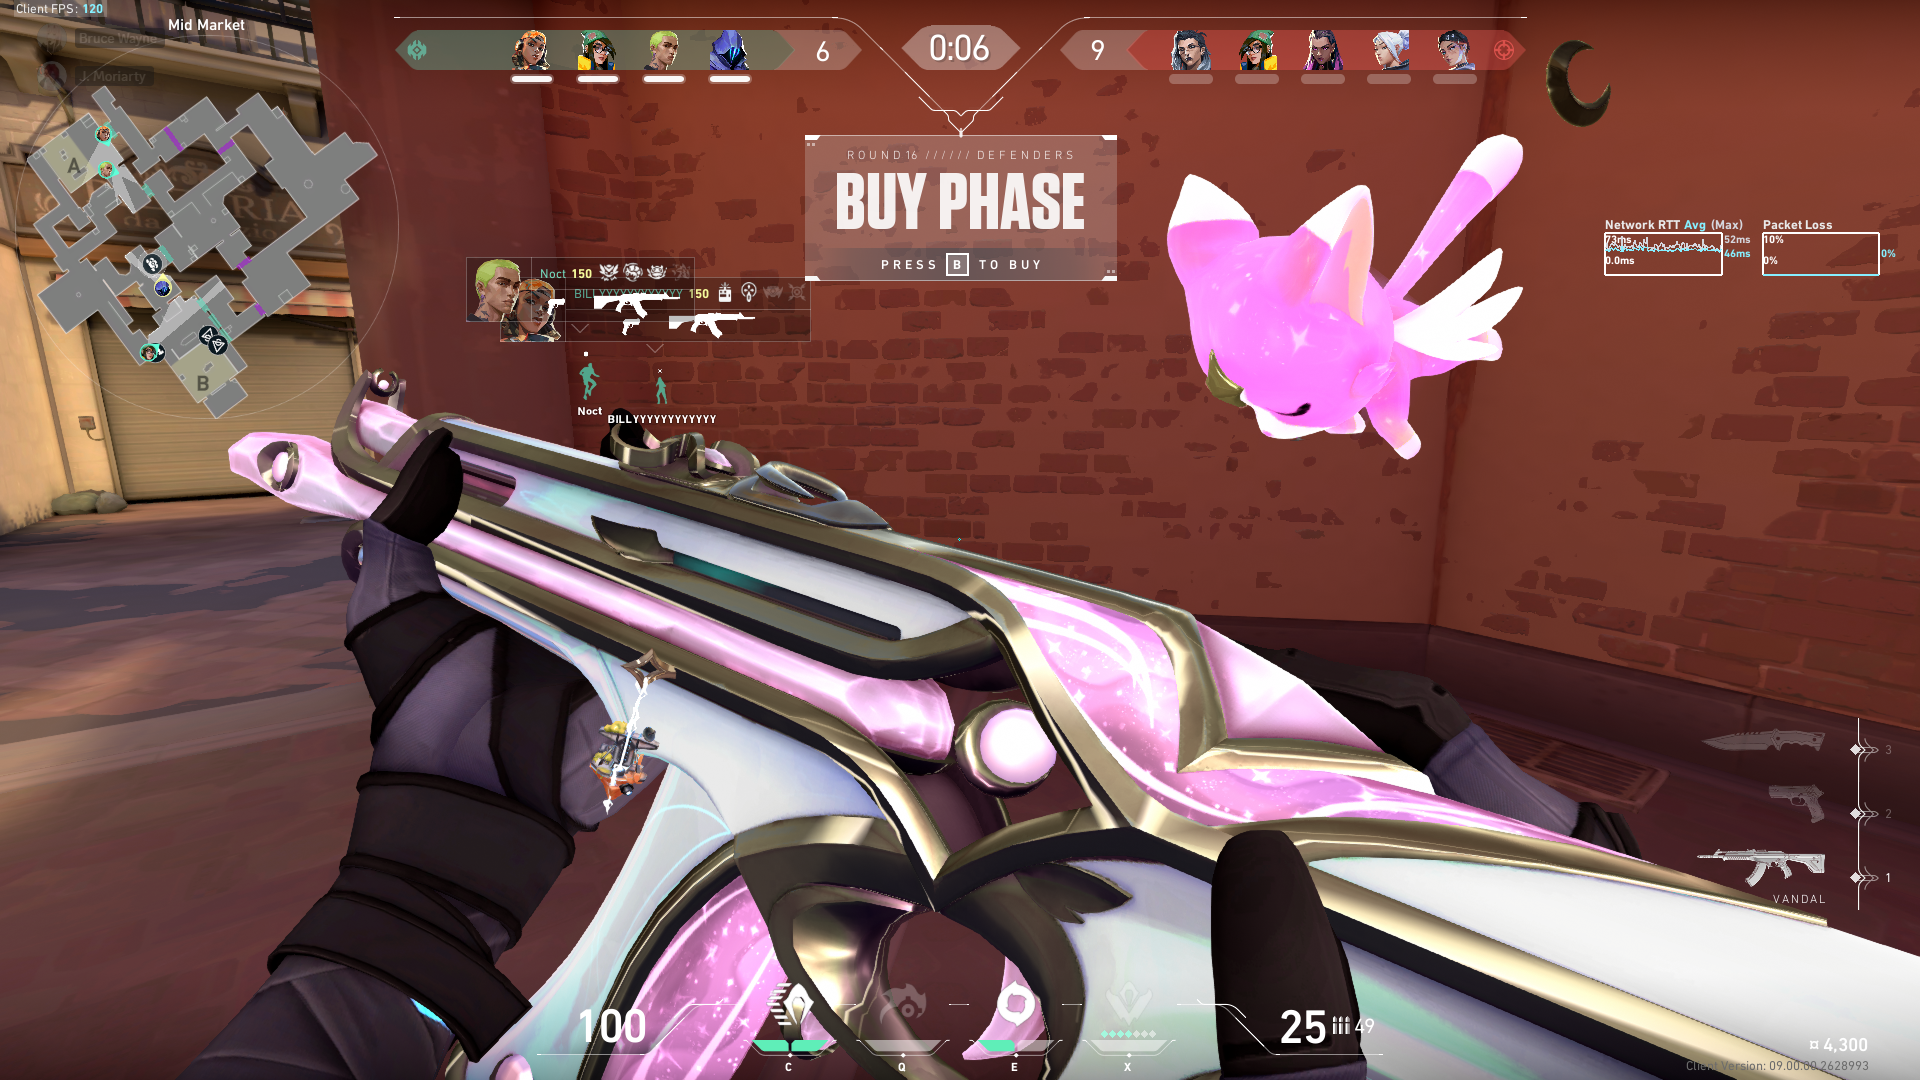 Client FPS: 120
Mid Market
Bruce Wayne
J. Moriarty
6
0:06
9
ROUND 16 ////// DEFENDERS
BUY PHASE
PRESS B TO BUY
A
B
Network RTT Avg (Max)
Packet Loss
73ms
52ms
46ms
0.0ms
10%
0%
0%
Noct 150
BILLYYYYYYYYYYYY 150
Noct
BILLYYYYYYYYYYYY
3
2
1
VANDAL
100
25
49
C
Q
E
X
¤ 4,300
Client Version: 09.00.00.2628993